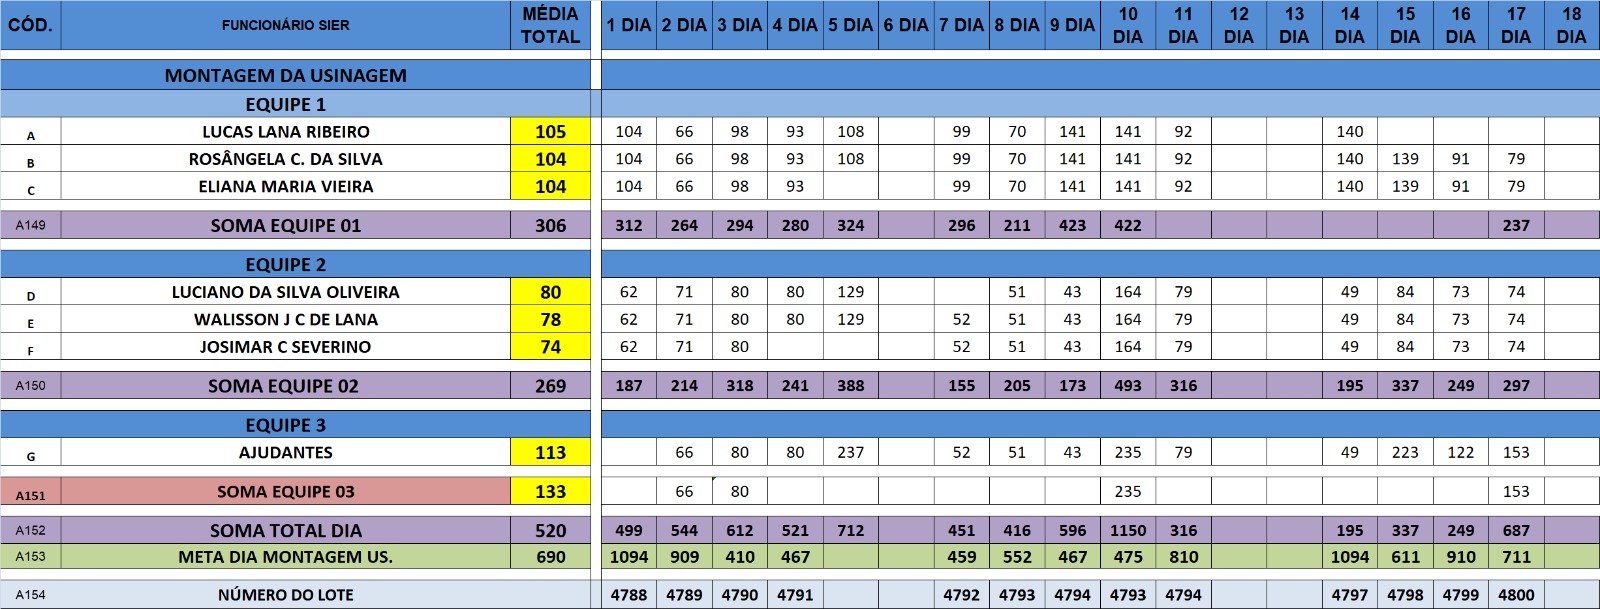 CÓD. FUNCIONÁRIO SIER MÉDIA TOTAL 1 DIA 2 DIA 3 DIA 4 DIA 5 DIA 6 DIA 7 DIA 8 DIA 9 DIA 10 DIA 11 DIA 12 DIA 13 DIA 14 DIA 15 DIA 16 DIA 17 DIA 18 DIA
MONTAGEM DA USINAGEM
EQUIPE 1
A LUCAS LANA RIBEIRO 105 104 66 98 93 108 99 70 141 141 92 140
B ROSÂNGELA C. DA SILVA 104 104 66 98 93 108 99 70 141 141 92 140 139 91 79
C ELIANA MARIA VIEIRA 104 104 66 98 93 99 70 141 141 92 140 139 91 79
A149 SOMA EQUIPE 01 306 312 264 294 280 324 296 211 423 422 237
EQUIPE 2
D LUCIANO DA SILVA OLIVEIRA 80 62 71 80 80 129 51 43 164 79 49 84 73 74
E WALISSON J C DE LANA 78 62 71 80 80 129 52 51 43 164 79 49 84 73 74
F JOSIMAR C SEVERINO 74 62 71 80 52 51 43 164 79 49 84 73 74
A150 SOMA EQUIPE 02 269 187 214 318 241 388 155 205 173 493 316 195 337 249 297
EQUIPE 3
G AJUDANTES 113 66 80 80 237 52 51 43 235 79 49 223 122 153
A151 SOMA EQUIPE 03 133 66 80 235 153
A152 SOMA TOTAL DIA 520 499 544 612 521 712 451 416 596 1150 316 195 337 249 687
A153 META DIA MONTAGEM US. 690 1094 909 410 467 459 552 467 475 810 1094 611 910 711
A154 NÚMERO DO LOTE 4788 4789 4790 4791 4792 4793 4794 4793 4794 4797 4798 4799 4800